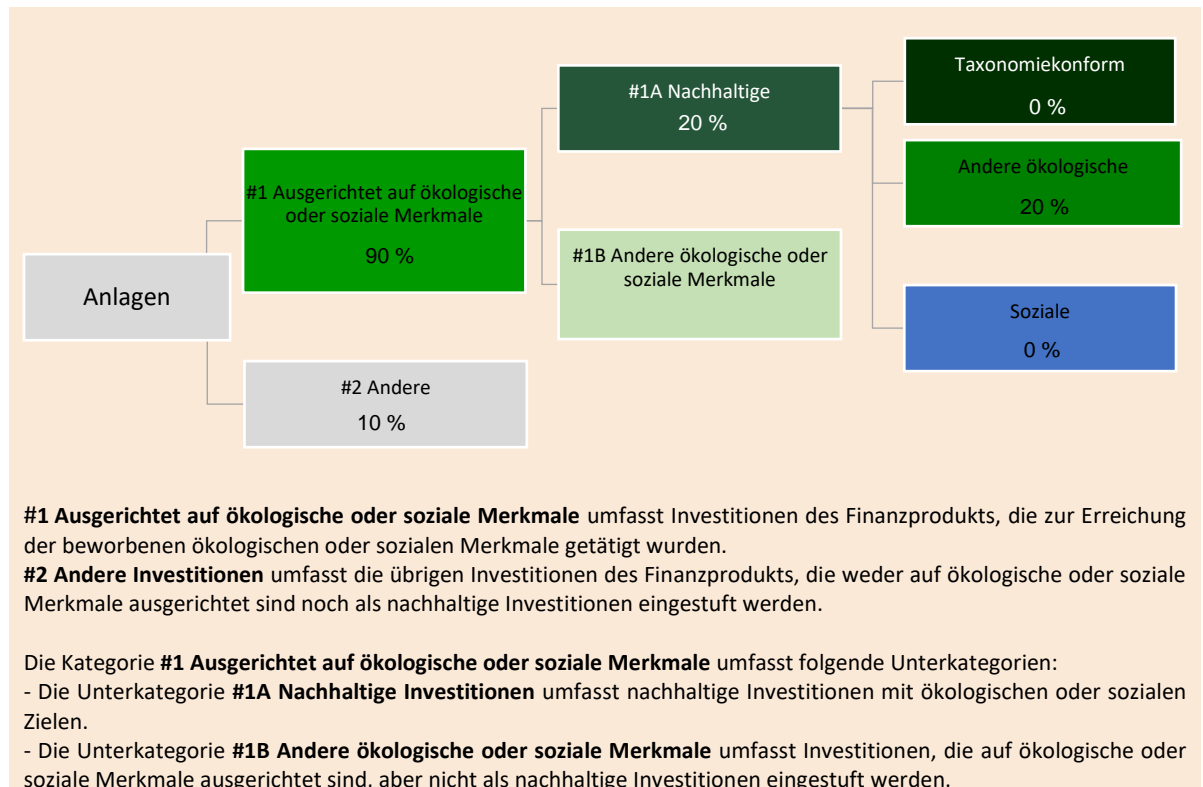 Anlagen
#1 Ausgerichtet auf ökologische
oder soziale Merkmale
90 %
#2 Andere
10 %
#1A Nachhaltige
20 %
#1B Andere ökologische oder
soziale Merkmale
Taxonomiekonform
0 %
Andere ökologische
20 %
Soziale
0 %
#1 Ausgerichtet auf ökologische oder soziale Merkmale umfasst Investitionen des Finanzprodukts, die zur Erreichung
der beworbenen ökologischen oder sozialen Merkmale getätigt wurden.
#2 Andere Investitionen umfasst die übrigen Investitionen des Finanzprodukts, die weder auf ökologische oder soziale
Merkmale ausgerichtet sind noch als nachhaltige Investitionen eingestuft werden.
Die Kategorie #1 Ausgerichtet auf ökologische oder soziale Merkmale umfasst folgende Unterkategorien:
- Die Unterkategorie #1A Nachhaltige Investitionen umfasst nachhaltige Investitionen mit ökologischen oder sozialen
Zielen.
- Die Unterkategorie #1B Andere ökologische oder soziale Merkmale umfasst Investitionen, die auf ökologische oder
soziale Merkmale ausgerichtet sind, aber nicht als nachhaltige Investitionen eingestuft werden.